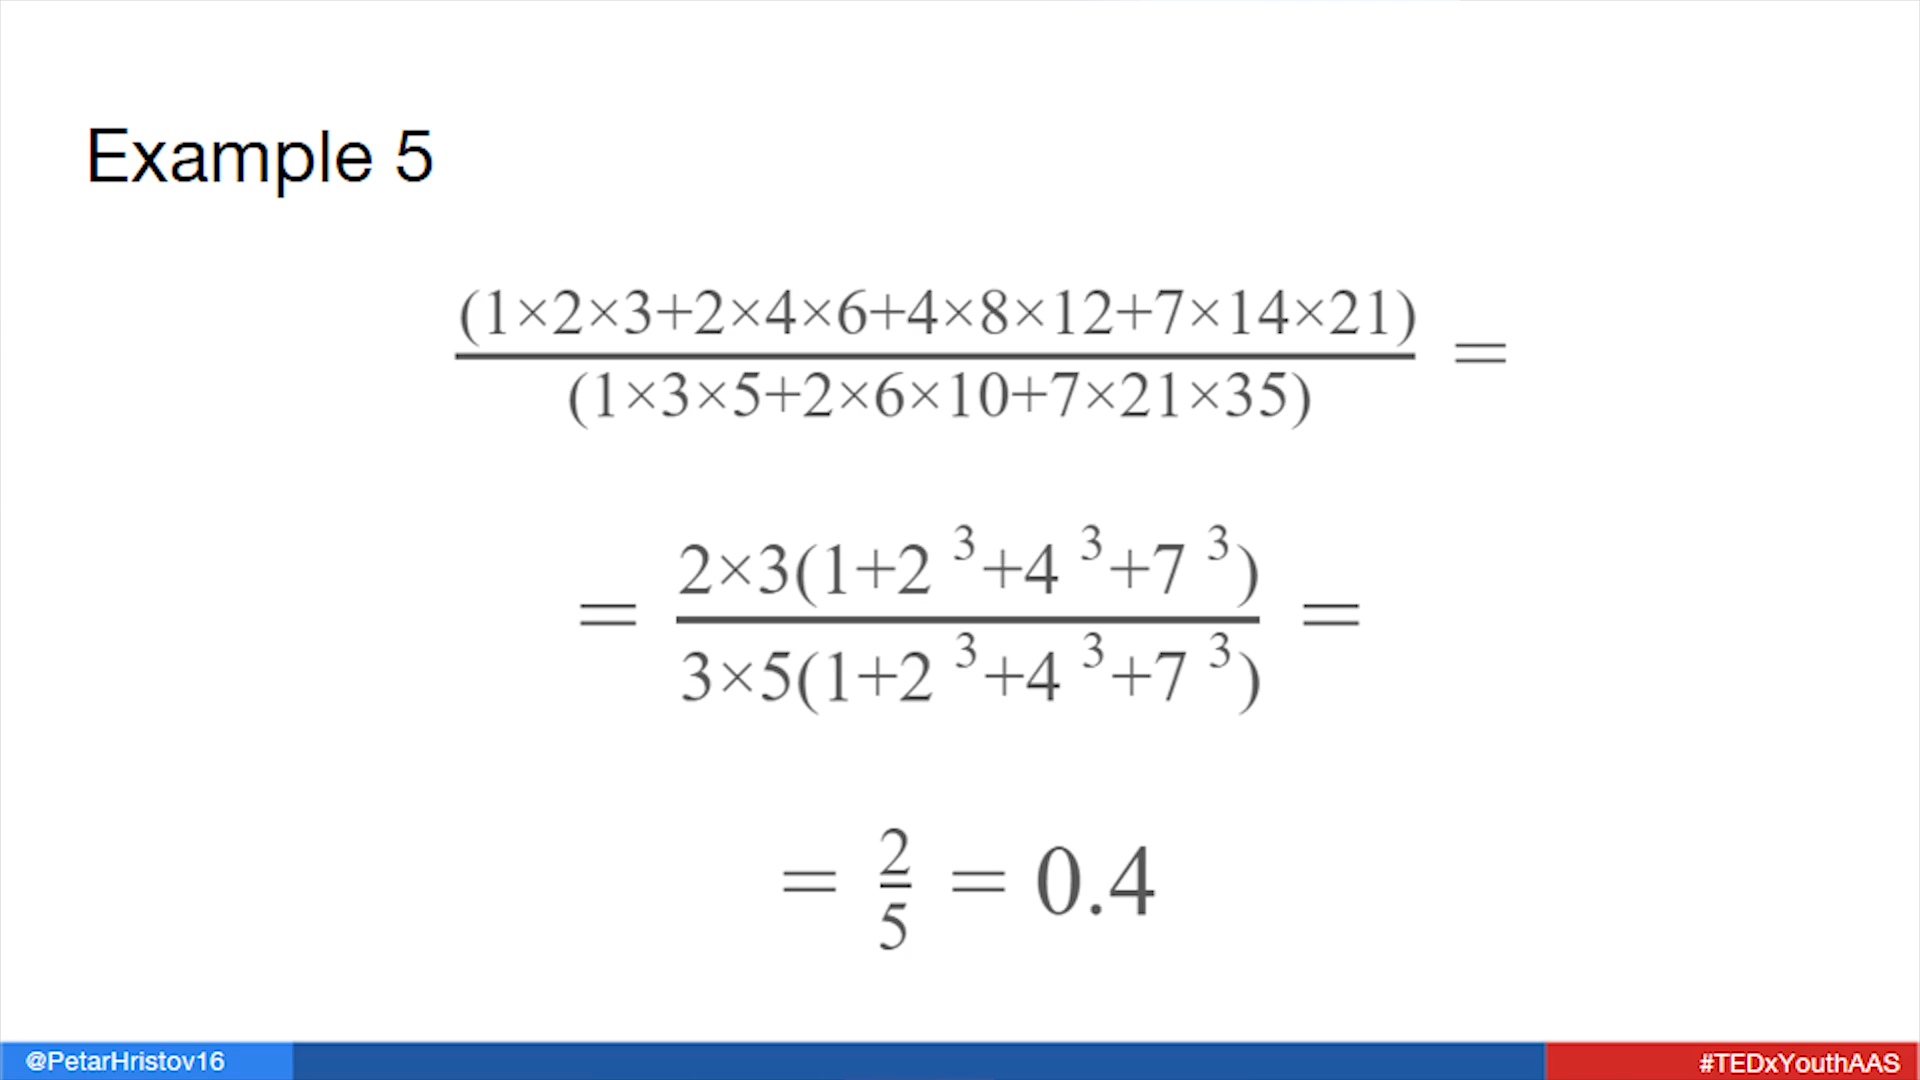 Example 5
(1×2×3+2×4×6+4×8×12+7×14×21)
=
(1×3×5+2×6×10+7×21×35)
2×3(1+2 ³+4 ³+7 ³)
= =
3×5(1+2 ³+4 ³+7 ³)
= 2/5 = 0.4
@PetarHristov16
#TEDxYouthAAS